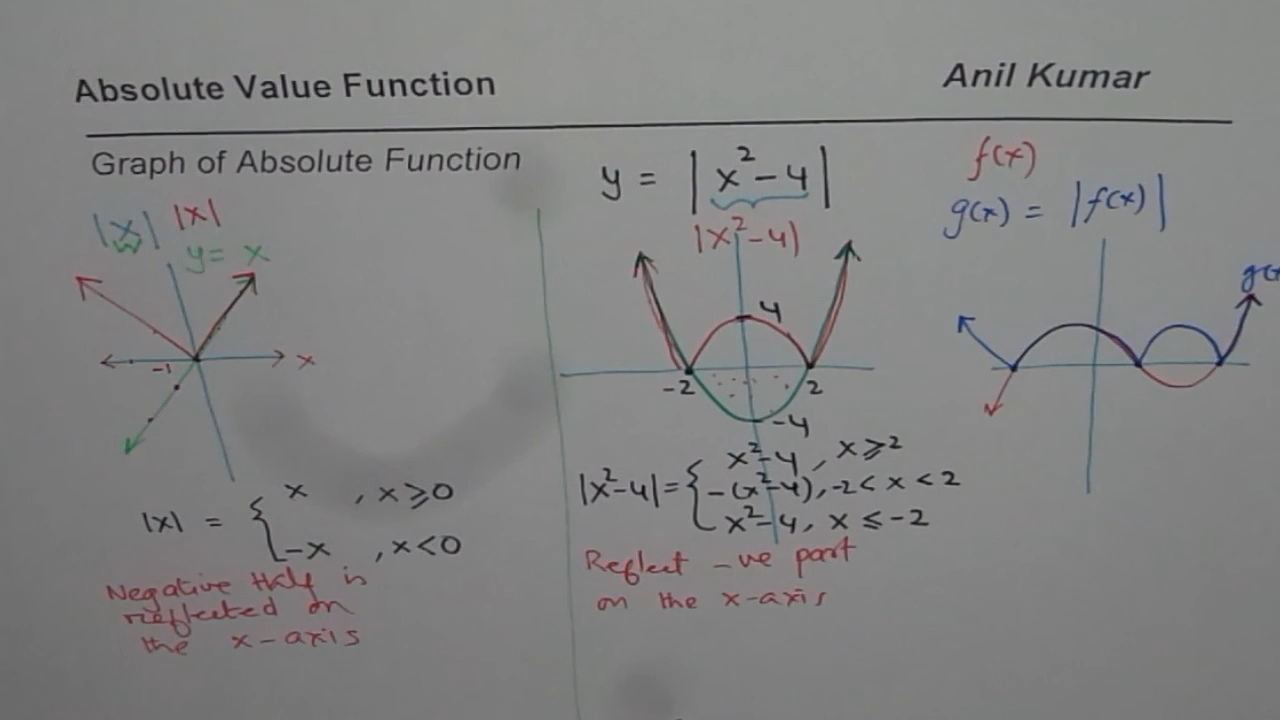 Absolute Value Function
Anil Kumar
Graph of Absolute Function
|x| |x|
y = x
-1
x
|x| = { x , x ≥ 0
-x , x < 0
Negative Half is
reflected on
the x-axis
y = |x² - 4|
|x² - 4|
4
-2
2
-4
|x² - 4| = { x² - 4 , x ≥ 2
-(x² - 4), -2 < x < 2
x² - 4, x ≤ -2
Reflect -ve part
on the x-axis
f(x)
g(x) = |f(x)|